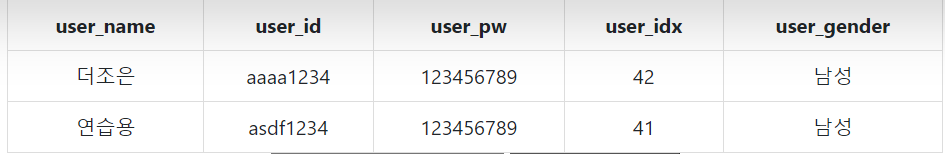 user_name user_id user_pw user_idx user_gender
더조은 aaaa1234 123456789 42 남성
연습용 asdf1234 123456789 41 남성